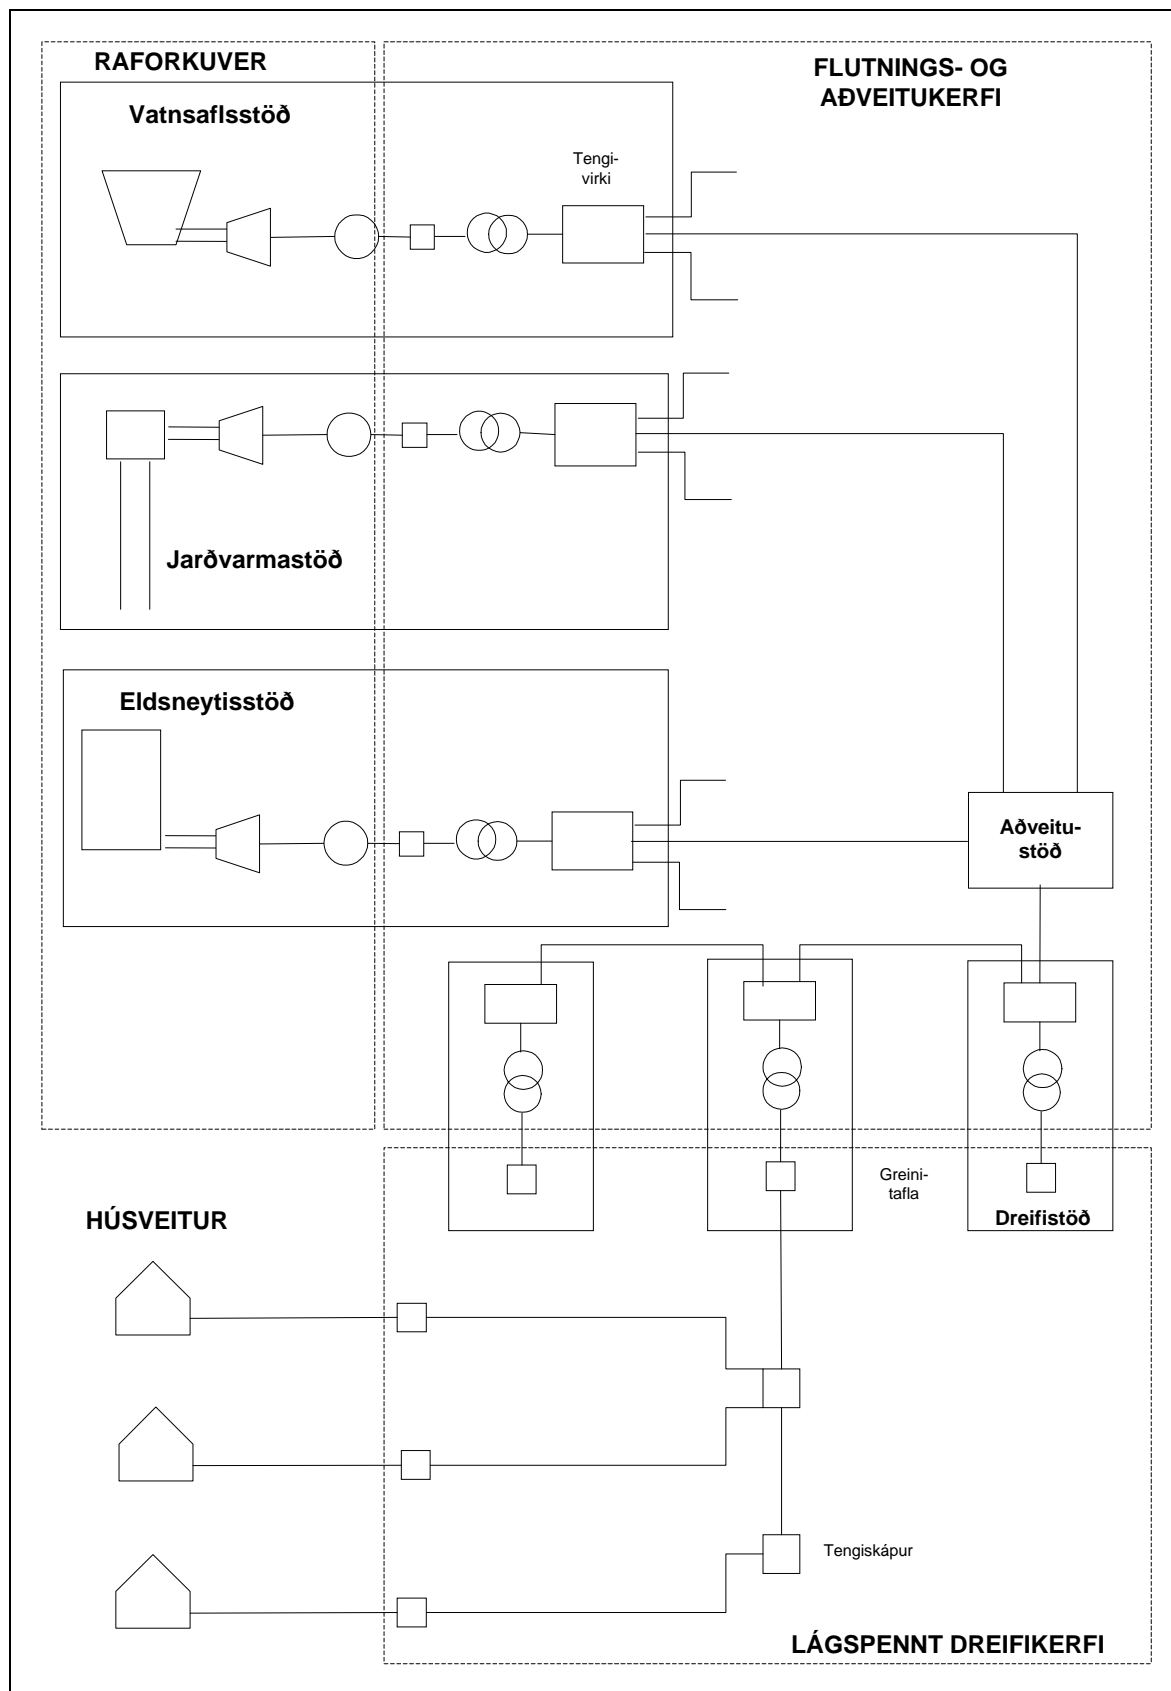 RAFORKUVER
FLUTNINGS- OG
AÐVEITUKERFI
Vatnsaflsstöð
Tengi-
virki
Jarðvarmastöð
Eldsneytisstöð
Aðveitu-
stöð
Greini-
tafla
Dreifistöð
HÚSVEITUR
Tengiskápur
LÁGSPENNT DREIFIKERFI